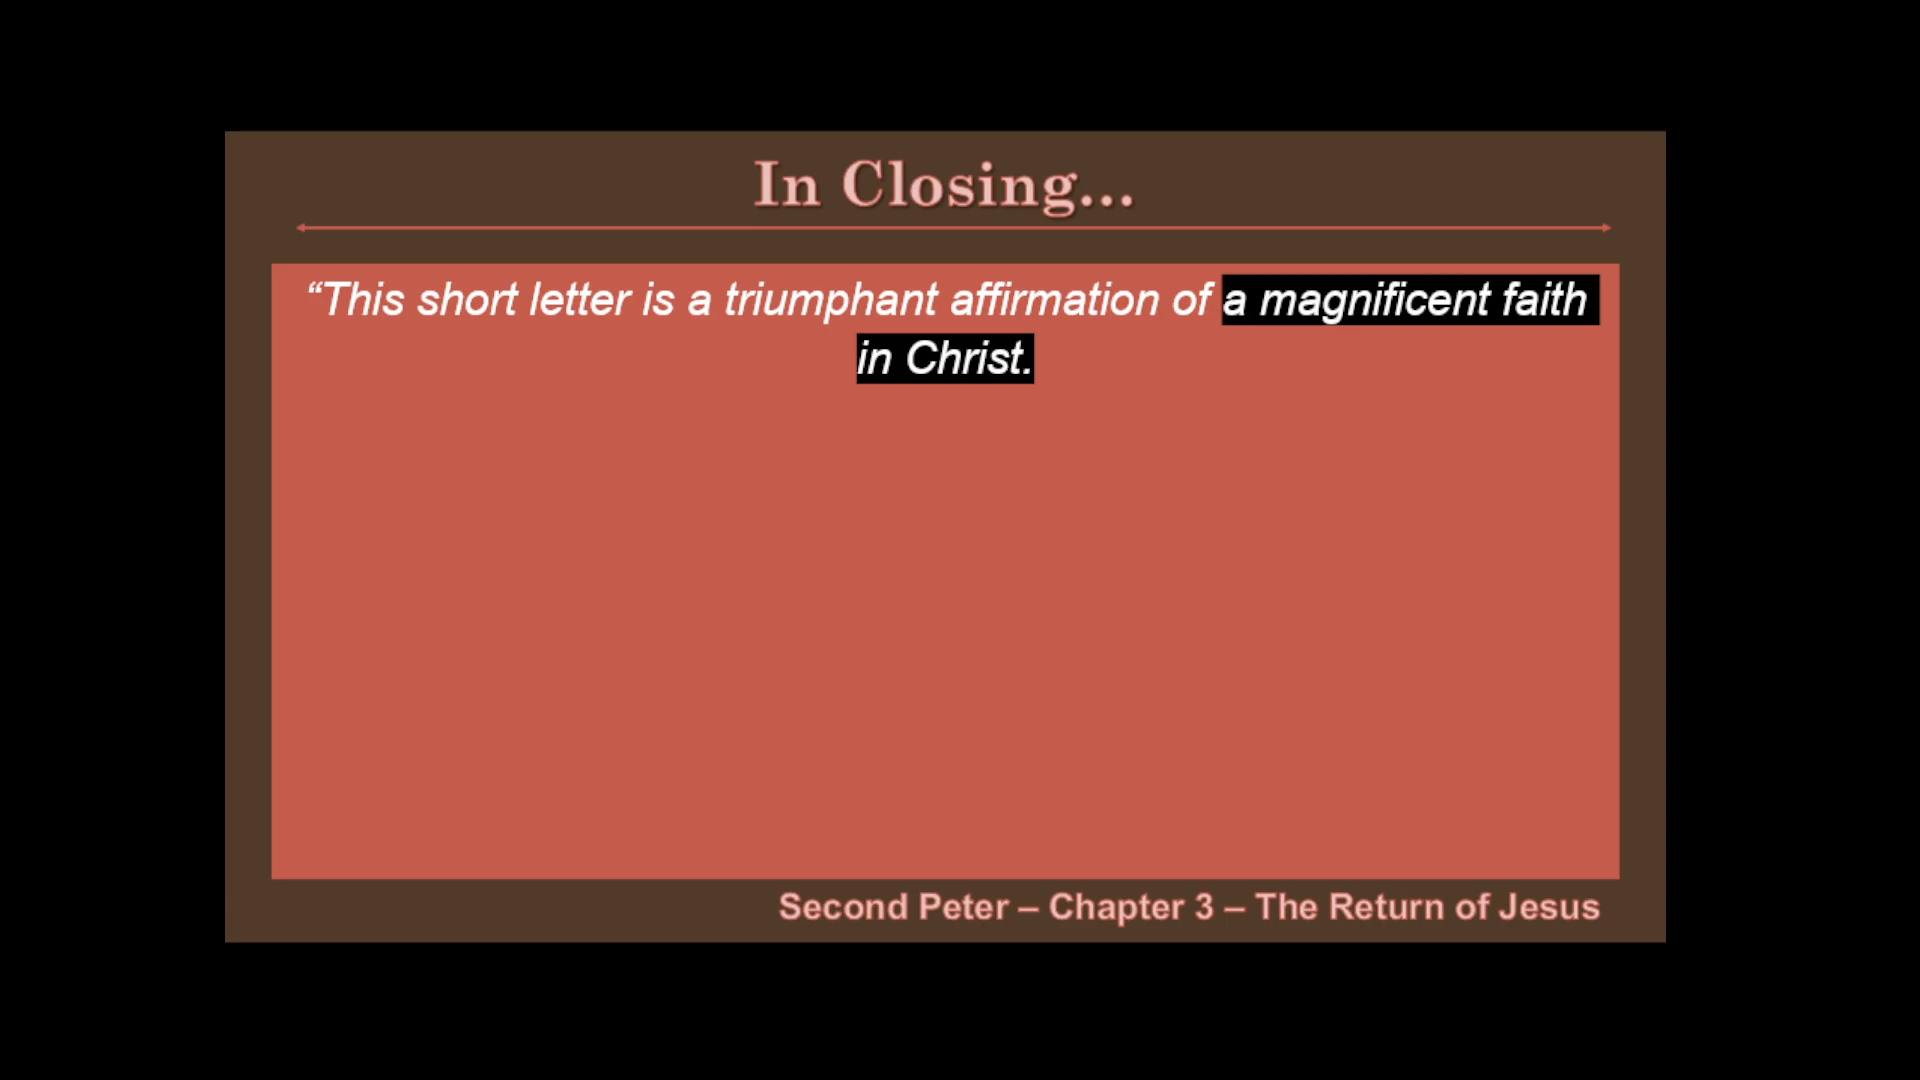 In Closing...
“This short letter is a triumphant affirmation of a magnificent faith
in Christ.
Second Peter – Chapter 3 – The Return of Jesus